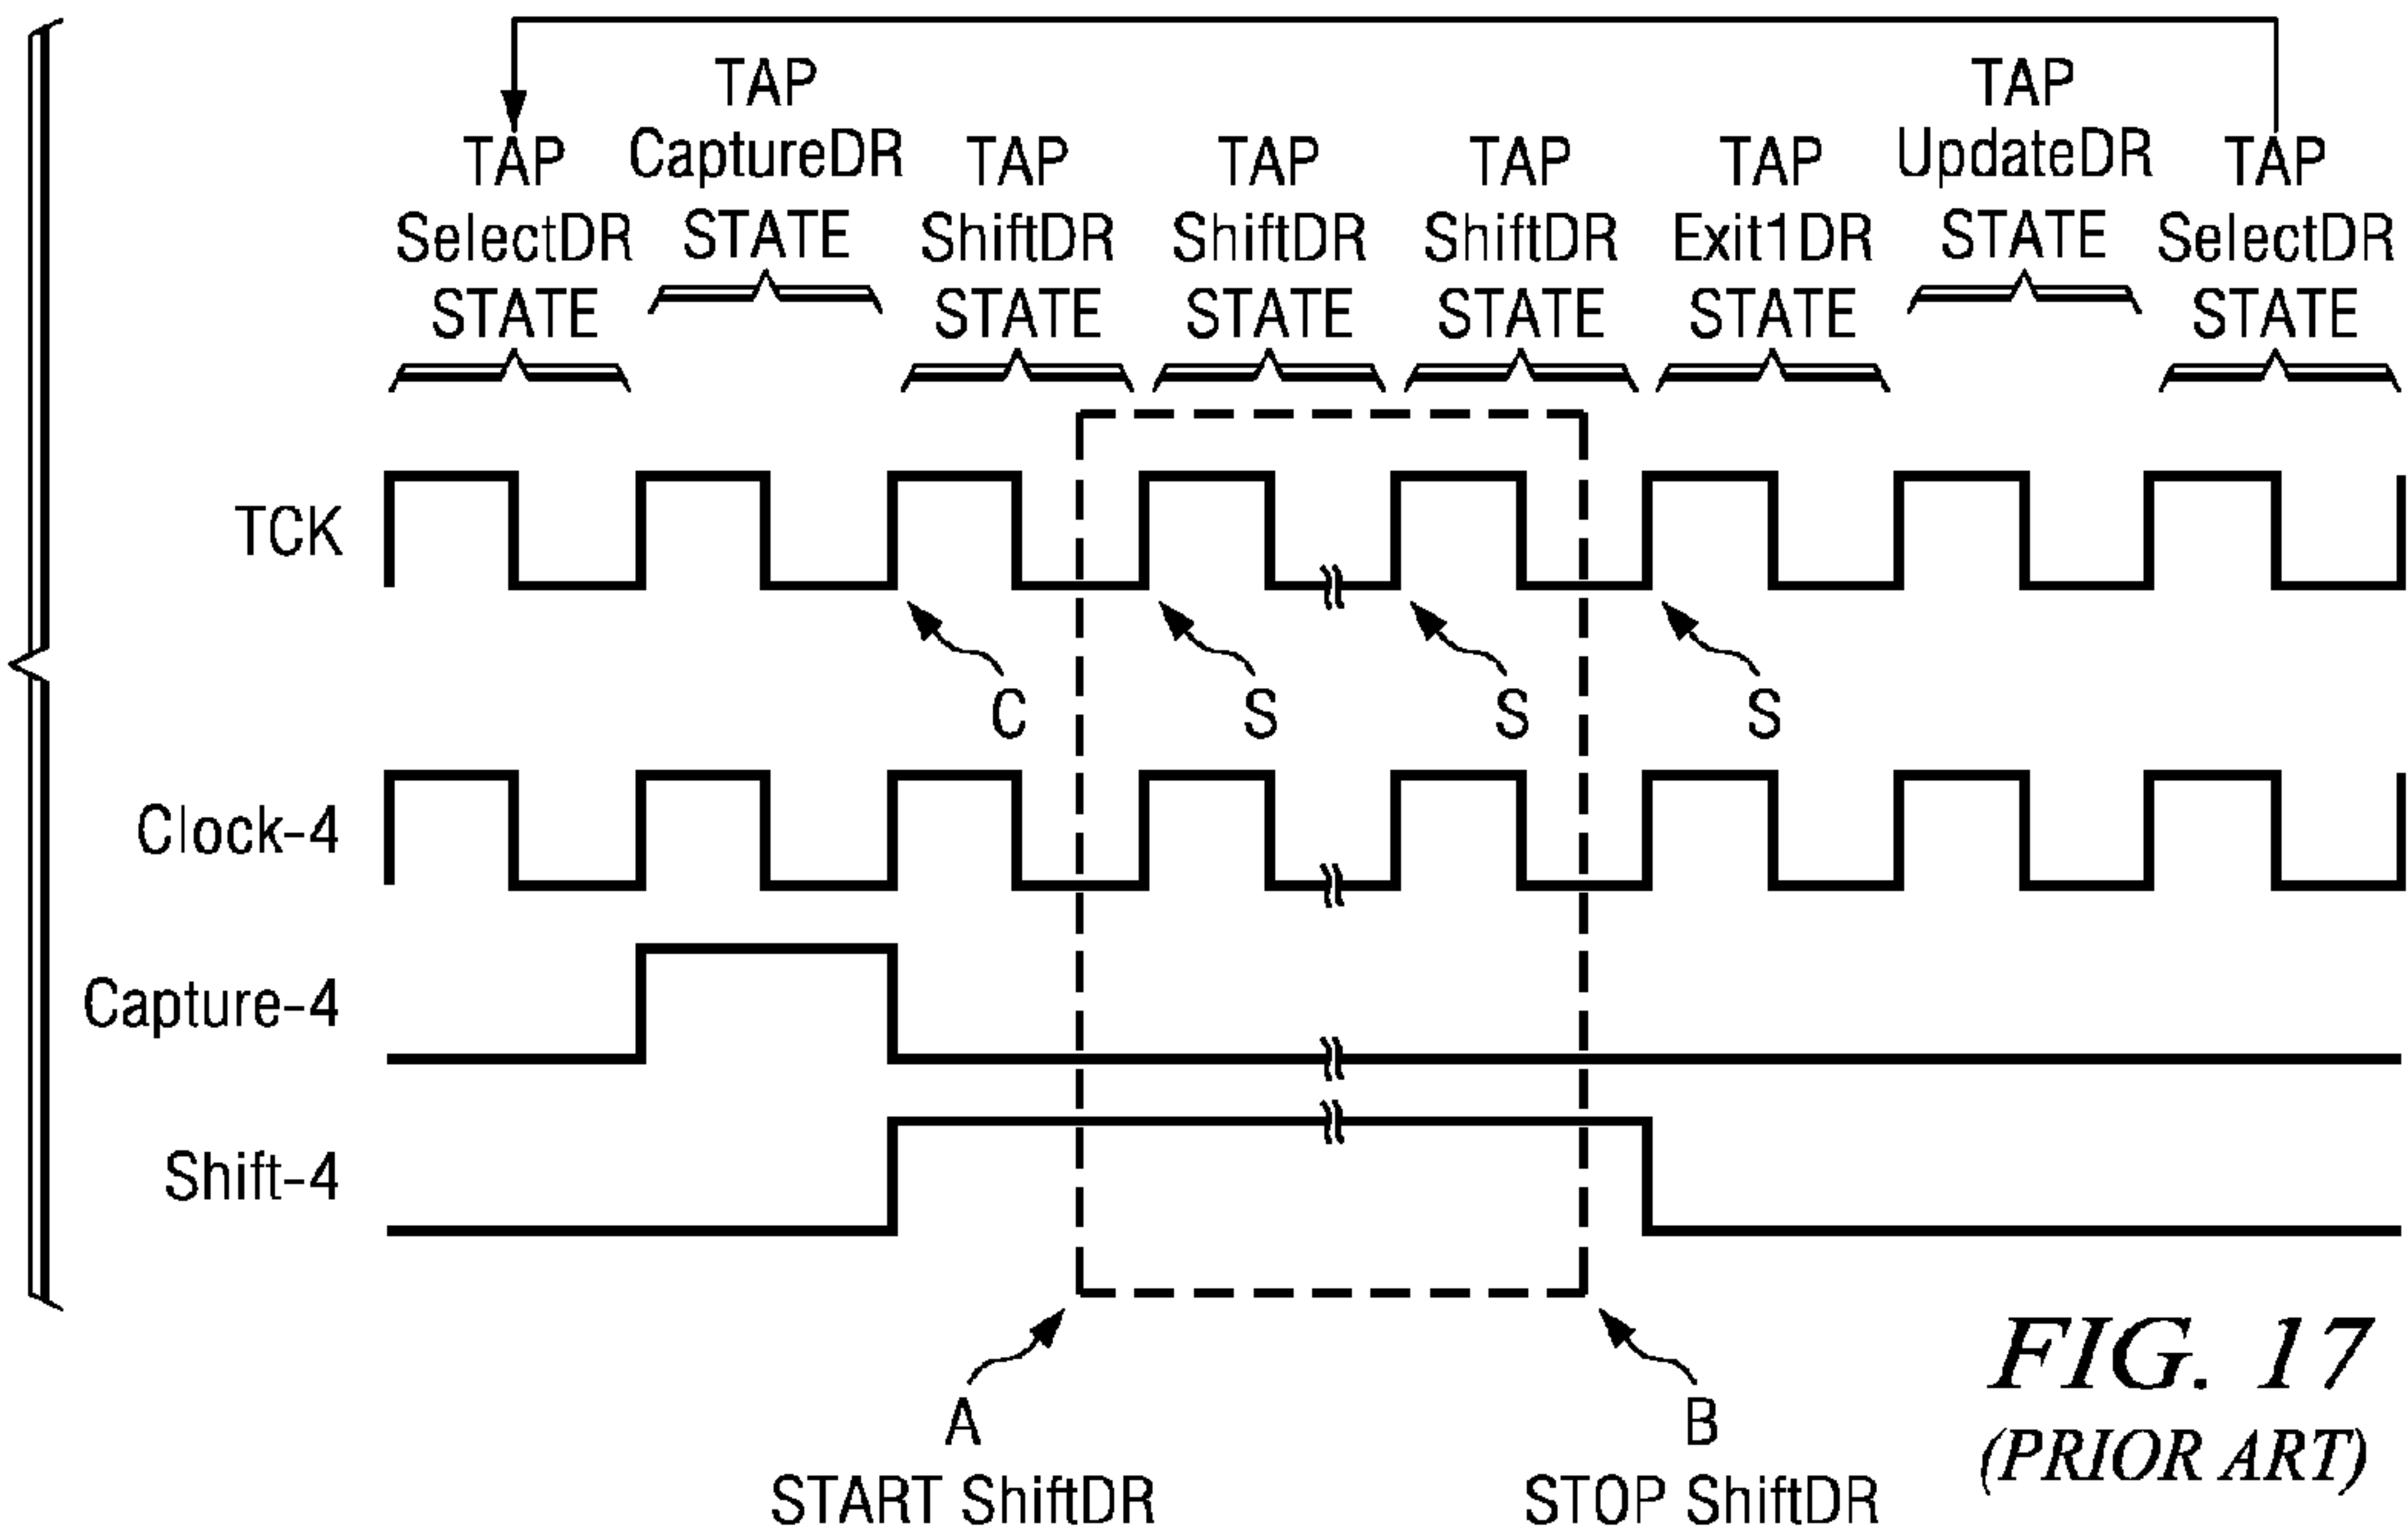 TAP
SelectDR
STATE
TAP
CaptureDR
STATE
TAP
ShiftDR
STATE
TAP
ShiftDR
STATE
TAP
ShiftDR
STATE
TAP
Exit1DR
STATE
TAP
UpdateDR
STATE
TAP
SelectDR
STATE
TCK
C
S
S
S
Clock-4
Capture-4
Shift-4
A
START ShiftDR
B
STOP ShiftDR
FIG. 17
(PRIOR ART)